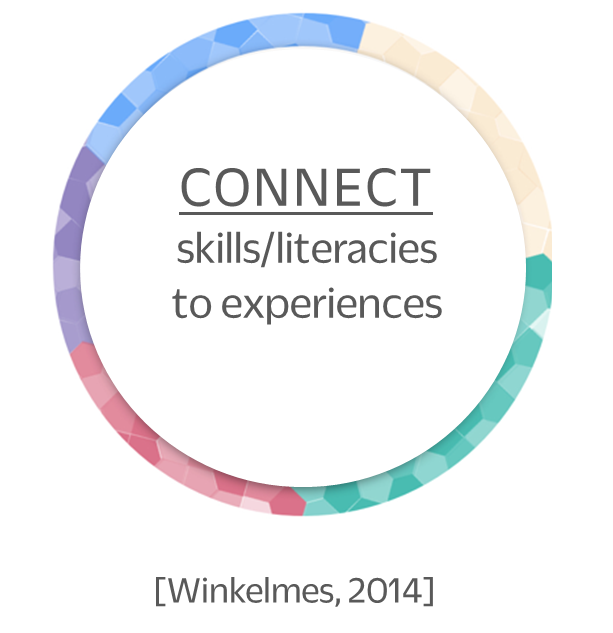 CONNECT
skills/literacies
to experiences
[Winkelmes, 2014]